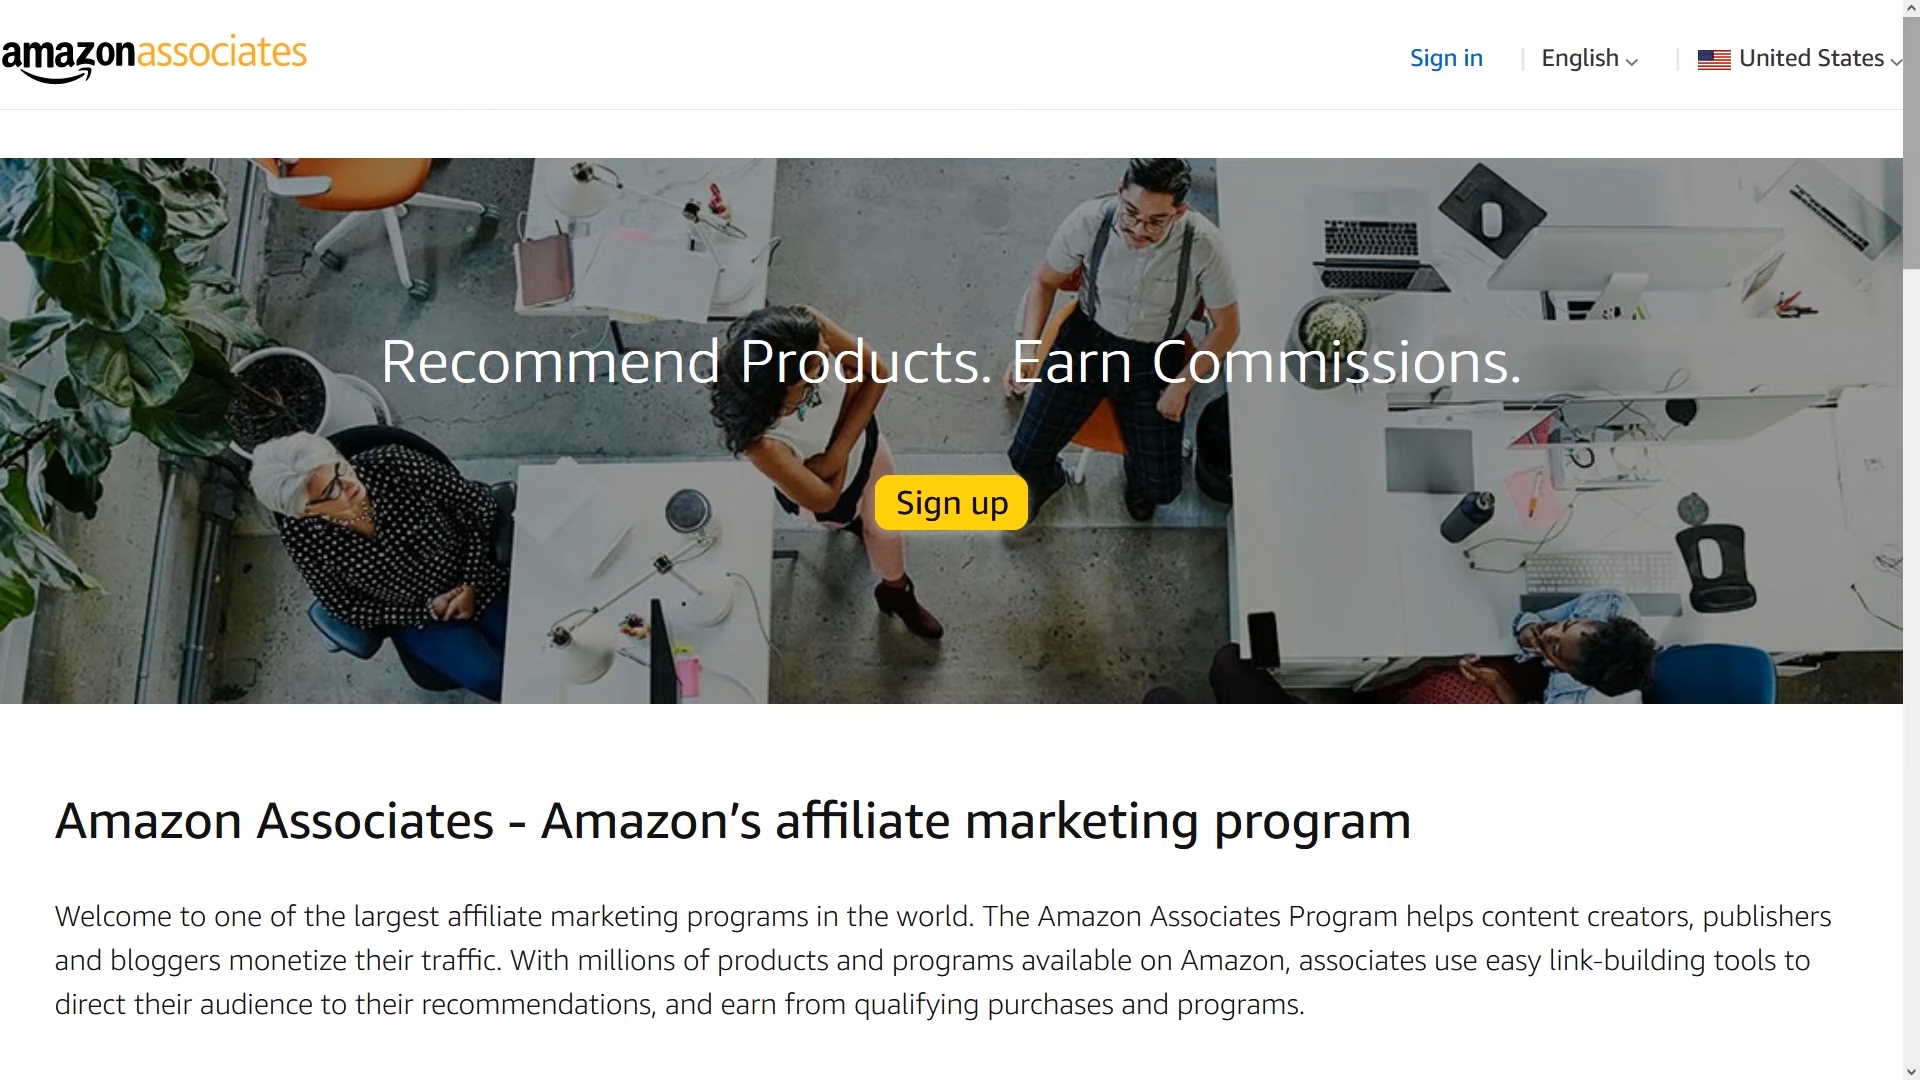 amazonassociates
Sign in
English
United States
Recommend Products. Earn Commissions.
Sign up
Amazon Associates - Amazon’s affiliate marketing program
Welcome to one of the largest affiliate marketing programs in the world. The Amazon Associates Program helps content creators, publishers
and bloggers monetize their traffic. With millions of products and programs available on Amazon, associates use easy link-building tools to
direct their audience to their recommendations, and earn from qualifying purchases and programs.